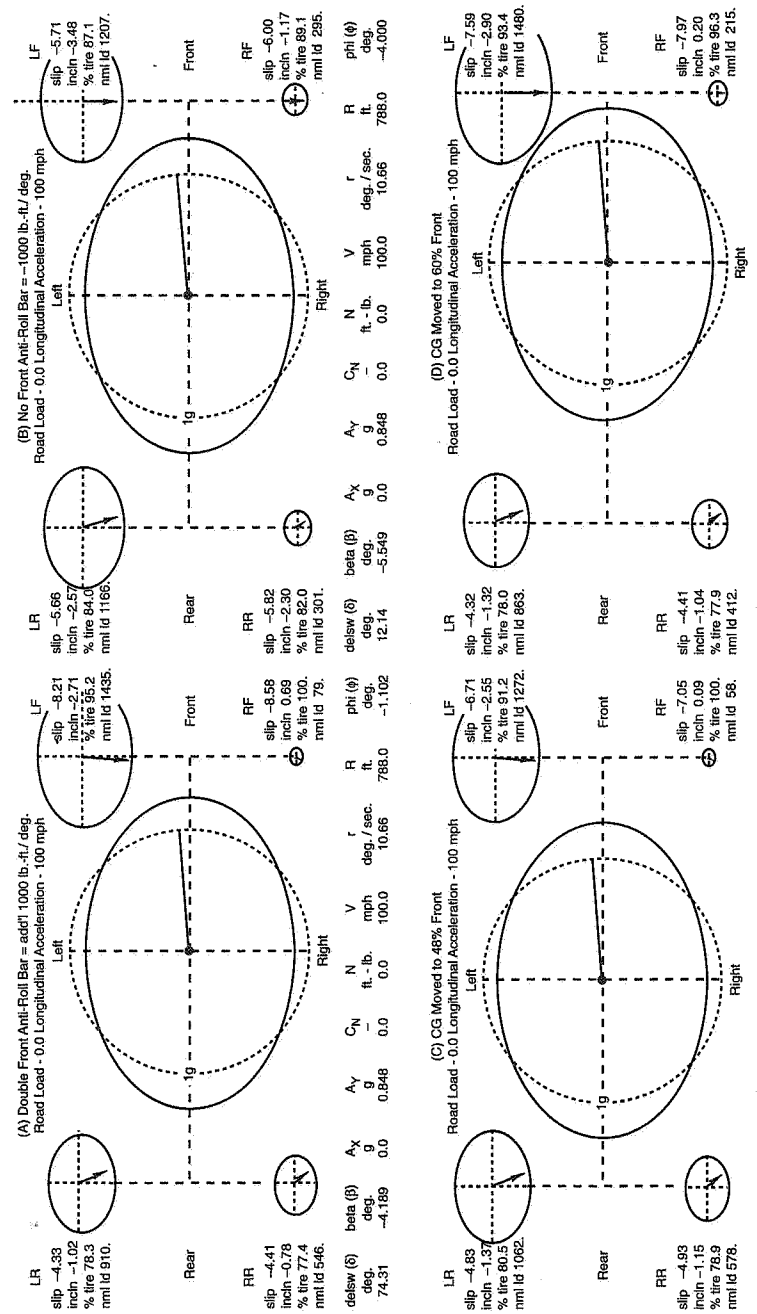 (A) Double Front Anti-Roll Bar = add'l 1000 lb.-ft./ deg.
Road Load - 0.0 Longitudinal Acceleration - 100 mph
LR
slip −4.33
incln −1.02
% tire 78.3
nml ld 910.
LF
slip −8.21
incln −2.71
% tire 95.2
nml ld 1435.
Left
1g
Rear
Front
Right
RR
slip −4.41
incln −0.78
% tire 77.4
nml ld 546.
RF
slip −8.58
incln 0.69
% tire 100.
nml ld 79.
delsw (δ) beta (β) AX AY CN N V r R phi (ϕ)
deg. deg. g g – ft. - lb. mph deg. / sec. ft. deg.
74.31 −4.189 0.0 0.848 0.0 0.0 100.0 10.66 788.0 −1.102
(B) No Front Anti-Roll Bar = −1000 lb.-ft./ deg.
Road Load - 0.0 Longitudinal Acceleration - 100 mph
LR
slip −5.66
incln −2.57
% tire 84.0
nml ld 1166.
LF
slip −5.71
incln −3.48
% tire 87.1
nml ld 1207.
Left
1g
Rear
Front
Right
RR
slip −5.82
incln −2.30
% tire 82.0
nml ld 301.
RF
slip −6.00
incln −1.17
% tire 89.1
nml ld 295.
delsw (δ) beta (β) AX AY CN N V r R phi (ϕ)
deg. deg. g g – ft. - lb. mph deg. / sec. ft. deg.
12.14 −5.549 0.0 0.848 0.0 0.0 100.0 10.66 788.0 −4.000
(C) CG Moved to 48% Front
Road Load - 0.0 Longitudinal Acceleration - 100 mph
LR
slip −4.83
incln −1.37
% tire 80.5
nml ld 1062.
LF
slip −6.71
incln −2.55
% tire 91.2
nml ld 1272.
Left
1g
Rear
Front
Right
RR
slip −4.93
incln −1.15
% tire 78.9
nml ld 578.
RF
slip −7.05
incln 0.09
% tire 100.
nml ld 58.
(D) CG Moved to 60% Front
Road Load - 0.0 Longitudinal Acceleration - 100 mph
LR
slip −4.32
incln −1.32
% tire 78.0
nml ld 863.
LF
slip −7.59
incln −2.90
% tire 93.4
nml ld 1480.
Left
1g
Rear
Front
Right
RR
slip −4.41
incln −1.04
% tire 77.9
nml ld 412.
RF
slip −7.97
incln 0.20
% tire 96.3
nml ld 215.